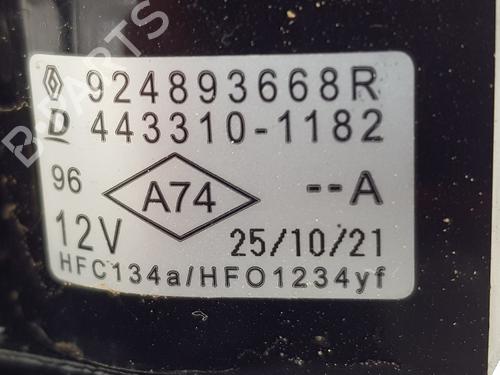 924893668R
D 443310-1182
96 A74 --A
12V 25/10/21
HFC134a/HFO1234yf